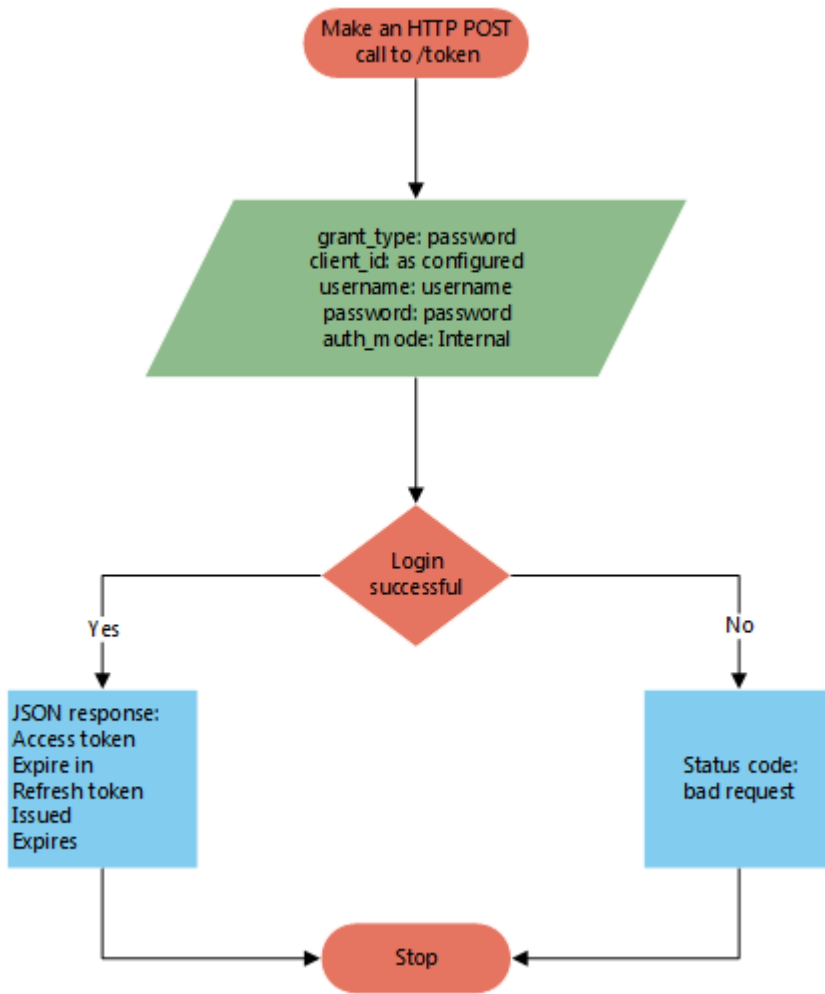 Make an HTTP POST
call to /token
grant_type: password
client_id: as configured
username: username
password: password
auth_mode: Internal
Login
successful
Yes
No
JSON response:
Access token
Expire in
Refresh token
Issued
Expires
Status code:
bad request
Stop